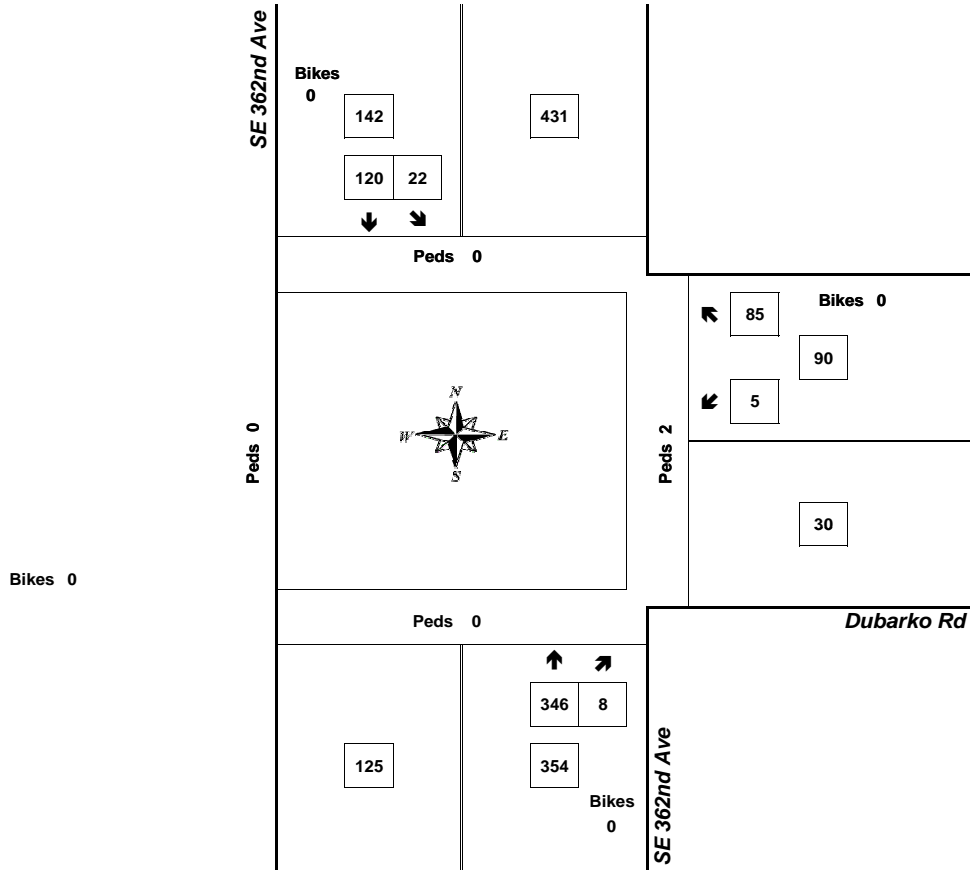 SE 362nd Ave
Bikes
0
142
431
120 22
Peds 0
Bikes 0
85
90
5
N
W E
S
Peds 0
Peds 2
30
Bikes 0
Peds 0
Dubarko Rd
346 8
125
354
Bikes
0
SE 362nd Ave